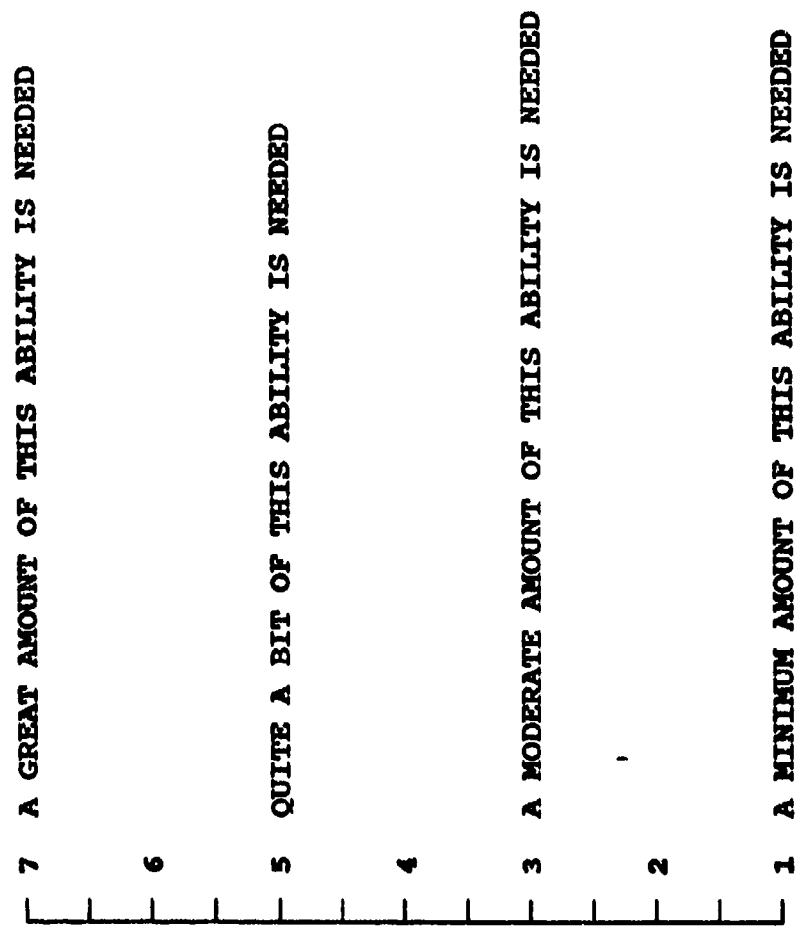 7 A GREAT AMOUNT OF THIS ABILITY IS NEEDED
6
5 QUITE A BIT OF THIS ABILITY IS NEEDED
4
3 A MODERATE AMOUNT OF THIS ABILITY IS NEEDED
2
1 A MINIMUM AMOUNT OF THIS ABILITY IS NEEDED